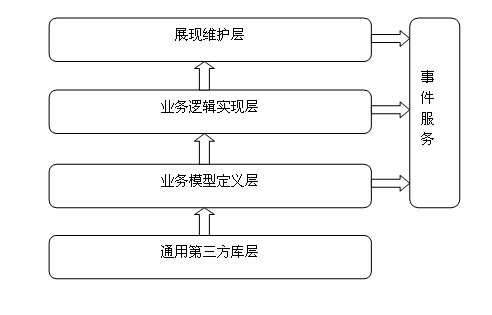 展现维护层
业务逻辑实现层
业务模型定义层
通用第三方库层
事
件
服
务